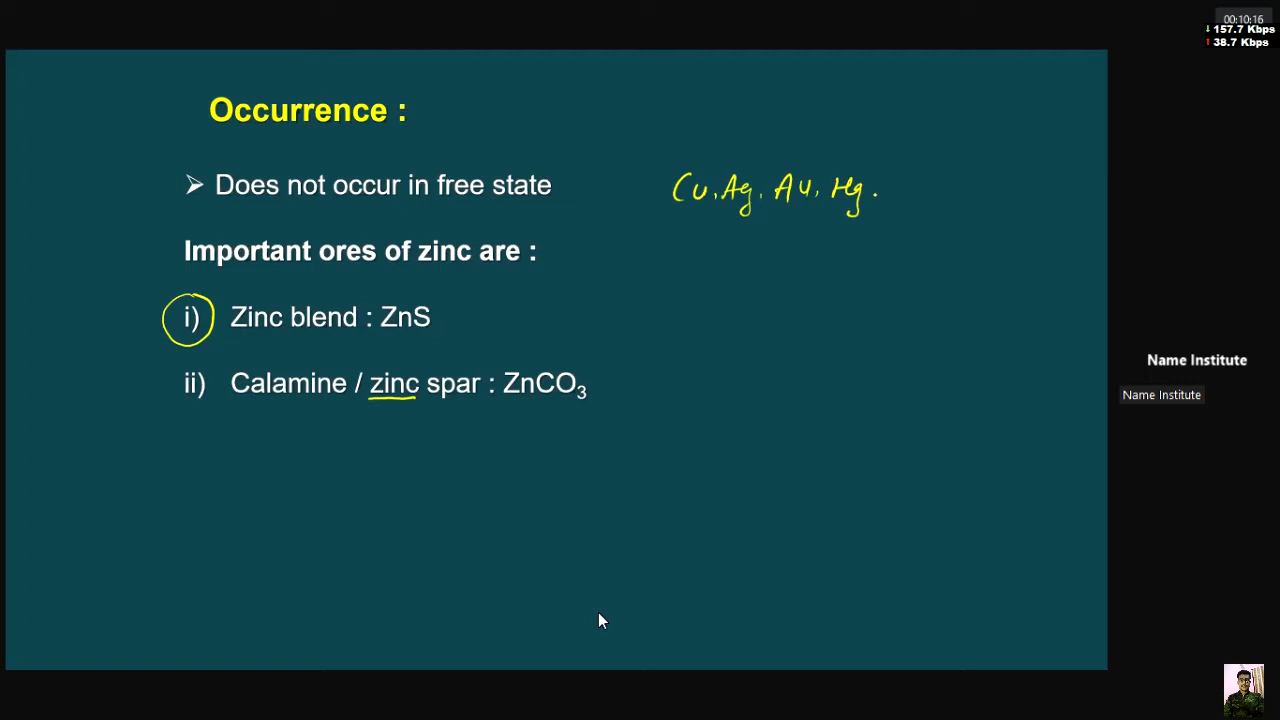 00:10:16
↓ 157.7 Kbps
↑ 38.7 Kbps
Occurrence :
➢ Does not occur in free state
Cu, Ag, Au, Hg.
Important ores of zinc are :
i) Zinc blend : ZnS
ii) Calamine / zinc spar : ZnCO₃
Name Institute
Name Institute